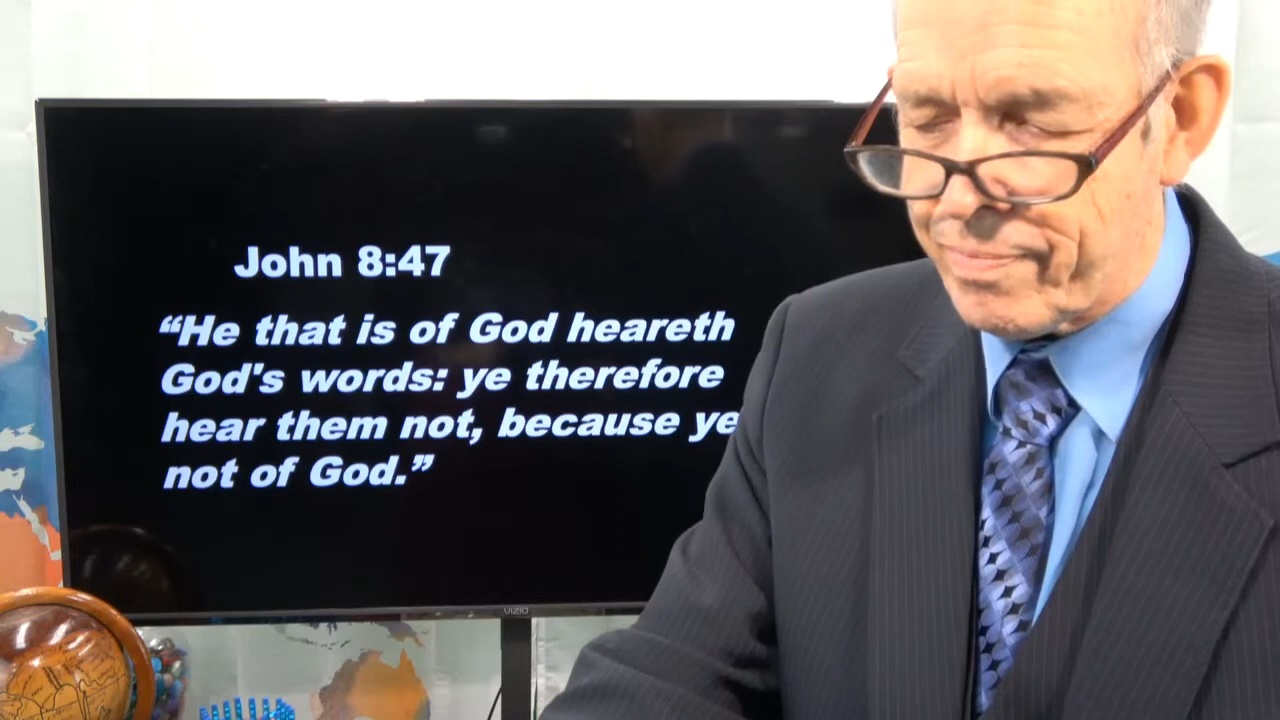 John 8:47
“He that is of God heareth
God's words: ye therefore
hear them not, because ye
not of God.”
VIZIO